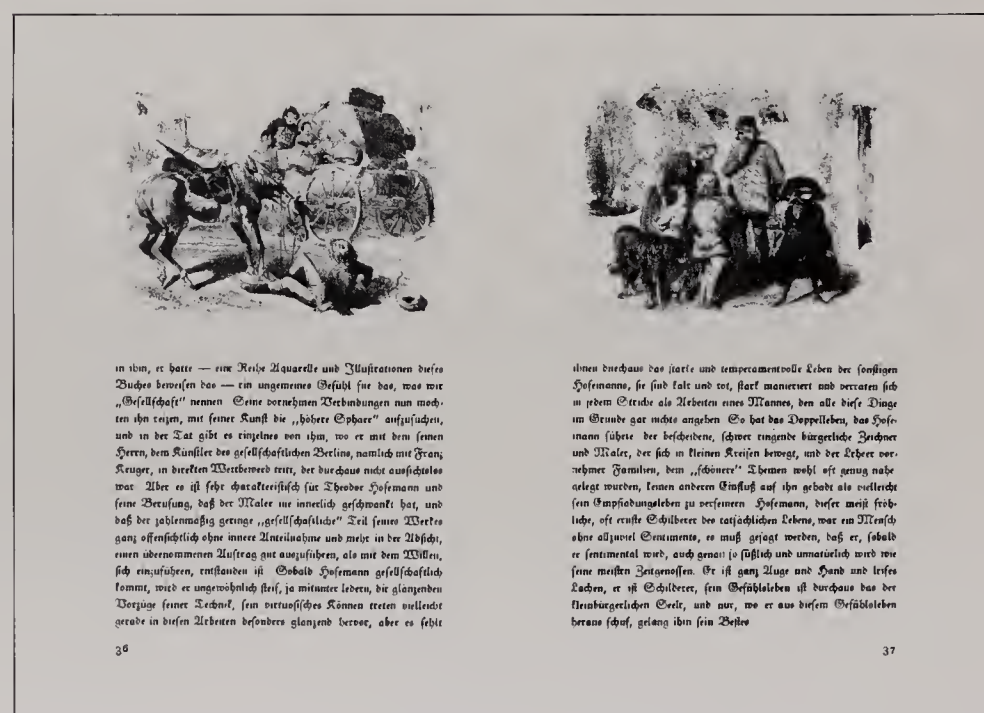 in ihm, er hatte — eine Reihe Aquarelle und Illustrationen dieses
Buches beweisen das — ein ungemeines Gefühl für das, was wir
„Gesellschaft" nennen Seine vornehmen Verbindungen nun moch-
ten ihn reizen, mit seiner Kunst die „höhere Sphäre" aufzusuchen,
und in der Tat gibt es einzelnes von ihm, wo er mit dem feinen
Herrn, dem Künstler des gesellschaftlichen Berlins, namlich mit Franz
Kruger, in direkten Wettbewerb tritt, der durchaus nicht aussichtslos
war Aber es ist sehr charakteristisch für Theodor Hosemann und
seine Berufung, daß der Maler nie innerlich geschwankt hat, und
daß der zahlenmäßig geringe „gesellschaftliche" Teil seines Werkes
ganz offensichtlich ohne innere Anteilnahme und mehr in der Absicht,
einen übernommenen Auftrag gut auszuführen, als mit dem Willen,
sich einzuführen, entstanden ist Sobald Hosemann gesellschaftlich
kommt, wird er ungewöhnlich steif, ja mitunter ledern, die glanzenden
Vorzüge seiner Technik, sein virtuosisches Können treten vielleicht
gerade in diesen Arbeiten besonders glanzend hervor, aber es fehlt
36
ihnen durchaus das starke und temperamentvolle Leben der sonstigen
Hosemanns, sie sind kalt und tot, stark manieriert und verraten sich
in jedem Striche als Arbeiten eines Mannes, den alle diese Dinge
im Grunde gar nichts angehen So hat das Doppelleben, das Hose-
mann führte der bescheidene, schwer ringende bürgerliche Zeichner
und Maler, der sich in kleinen Kreisen bewegt, und der Lehrer vor-
nehmer Familien, dem „schönere" Themen wohl oft genug nahe
gelegt wurden, keinen anderen Einfluß auf ihn gehabt als vielleicht
sein Empfindungsleben zu verfeinern Hosemann, dieser meist fröh-
liche, oft ernste Schilderer des tatsächlichen Lebens, war ein Mensch
ohne allzuviel Sentiments, es muß gesagt werden, daß er, sobald
er sentimental wird, auch genau so süßlich und unnatürlich wird wie
seine meisten Zeitgenossen. Er ist ganz Auge und Hand und leises
Lachen, er ist Schilderer, sein Gefühlsleben ist durchaus das der
kleinbürgerlichen Seele, und nur, wo er aus diesem Gefühlsleben
heraus schuf, gelang ihm sein Bestes
37